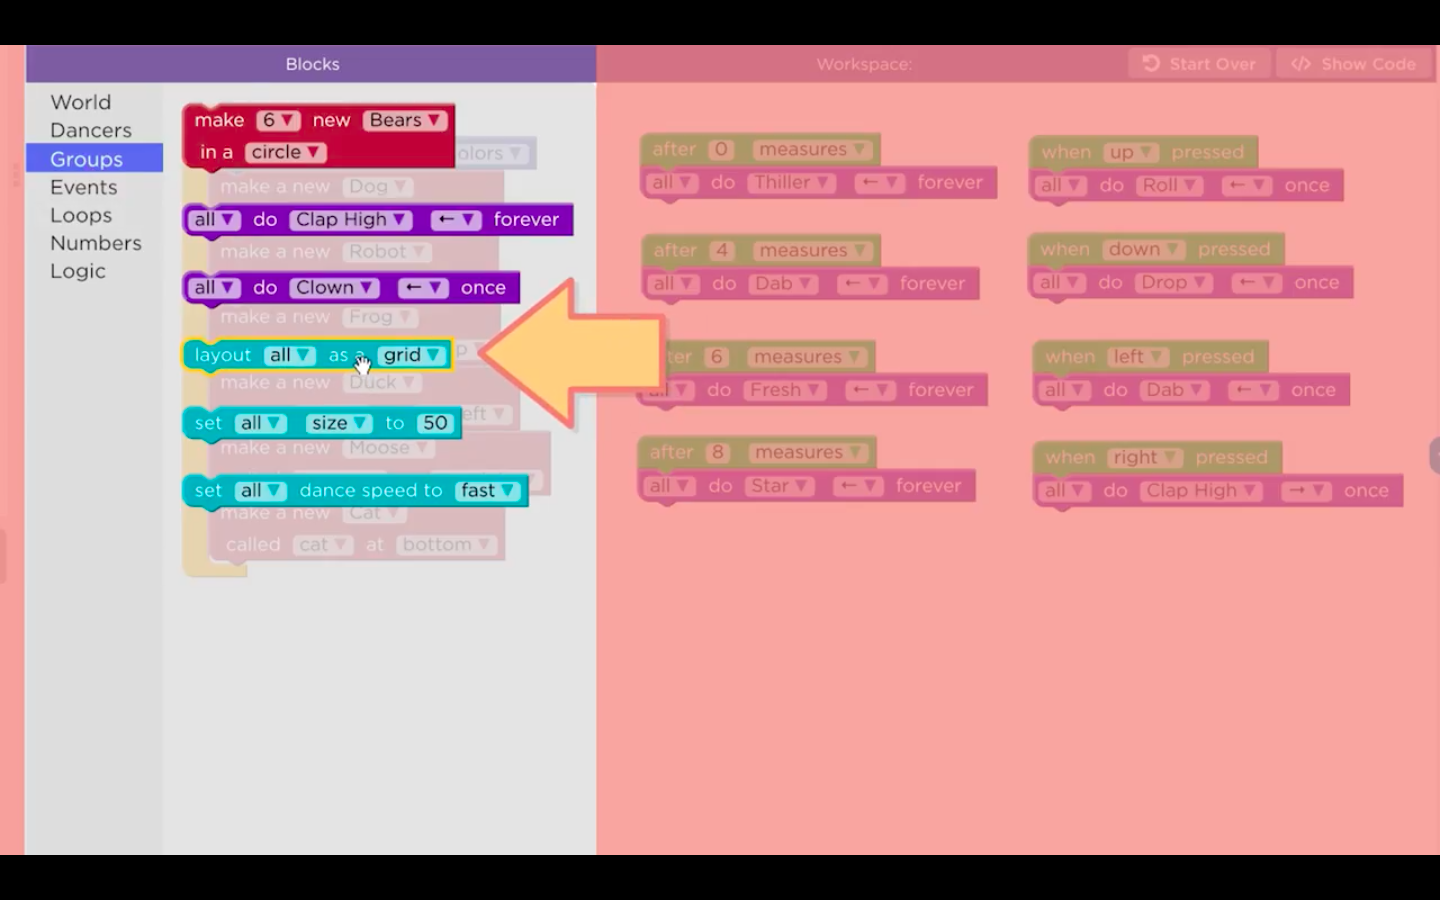 Blocks
World
Dancers
Groups
Events
Loops
Numbers
Logic
make 6 ▼ new Bears ▼
in a circle ▼
olors ▼
make a new Dog ▼
all ▼ do Clap High ▼ ← ▼ forever
make a new Robot ▼
all ▼ do Clown ▼ ← ▼ once
make a new Frog ▼
layout all ▼ as a grid ▼
p ▼
make a new Duck ▼
set all ▼ size ▼ to 50
eft ▼
make a new Moose ▼
set all ▼ dance speed to fast ▼
make a new Cat ▼
called cat ▼ at bottom ▼
Workspace:
Start Over
</> Show Code
after 0 measures ▼
all ▼ do Thiller ▼ ← ▼ forever
after 4 measures ▼
all ▼ do Dab ▼ ← ▼ forever
ter 6 measures ▼
all ▼ do Fresh ▼ ← ▼ forever
after 8 measures ▼
all ▼ do Star ▼ ← ▼ forever
when up ▼ pressed
all ▼ do Roll ▼ ← ▼ once
when down ▼ pressed
all ▼ do Drop ▼ ← ▼ once
when left ▼ pressed
all ▼ do Dab ▼ ← ▼ once
when right ▼ pressed
all ▼ do Clap High ▼ → ▼ once